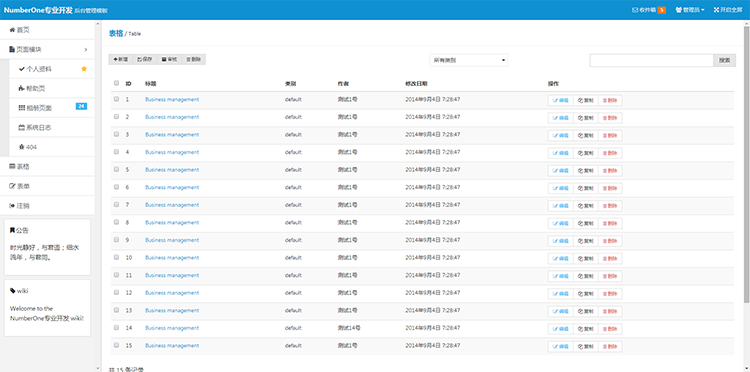 NumberOne专业开发 后台管理模板
收件箱 5 管理员 开启全屏
首页
页面模块
个人资料
帮助页
相册页面 24
系统日志
404
表格
表单
注销
公告
时光静好，与君语；细水
流年，与君同。
wiki
Welcome to the
NumberOne专业开发 wiki!
表格 / Table
新增 保存 审核 删除 所有类别 搜索
ID 标题 类别 作者 修改日期 操作
1 Business management default 测试1号 2014年9月4日 7:28:47 编辑 复制 删除
2 Business management default 测试1号 2014年9月4日 7:28:47 编辑 复制 删除
3 Business management default 测试1号 2014年9月4日 7:28:47 编辑 复制 删除
4 Business management default 测试1号 2014年9月4日 7:28:47 编辑 复制 删除
5 Business management default 测试1号 2014年9月4日 7:28:47 编辑 复制 删除
6 Business management default 测试1号 2014年9月4日 7:28:47 编辑 复制 删除
7 Business management default 测试1号 2014年9月4日 7:28:47 编辑 复制 删除
8 Business management default 测试1号 2014年9月4日 7:28:47 编辑 复制 删除
9 Business management default 测试1号 2014年9月4日 7:28:47 编辑 复制 删除
10 Business management default 测试1号 2014年9月4日 7:28:47 编辑 复制 删除
11 Business management default 测试1号 2014年9月4日 7:28:47 编辑 复制 删除
12 Business management default 测试1号 2014年9月4日 7:28:47 编辑 复制 删除
13 Business management default 测试1号 2014年9月4日 7:28:47 编辑 复制 删除
14 Business management default 测试14号 2014年9月4日 7:28:47 编辑 复制 删除
15 Business management default 测试1号 2014年9月4日 7:28:47 编辑 复制 删除
共 15 条记录